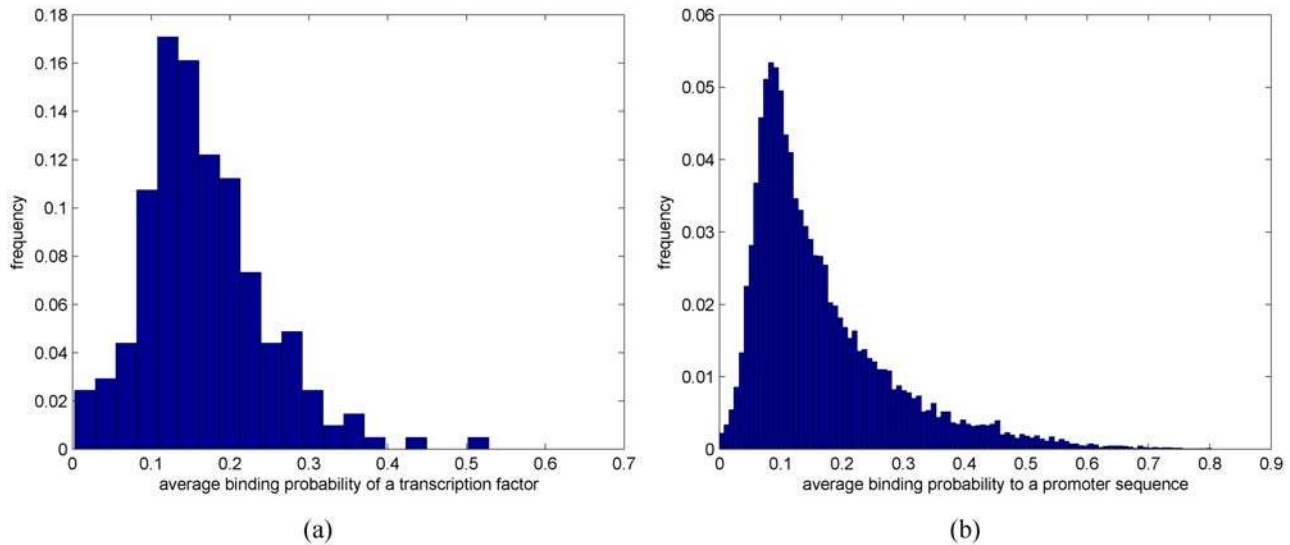 0.18
0.16
0.14
0.12
0.1
0.08
0.06
0.04
0.02
0
frequency
0 0.1 0.2 0.3 0.4 0.5 0.6 0.7
average binding probability of a transcription factor
(a)
0.06
0.05
0.04
0.03
0.02
0.01
0
frequency
0 0.1 0.2 0.3 0.4 0.5 0.6 0.7 0.8 0.9
average binding probability to a promoter sequence
(b)